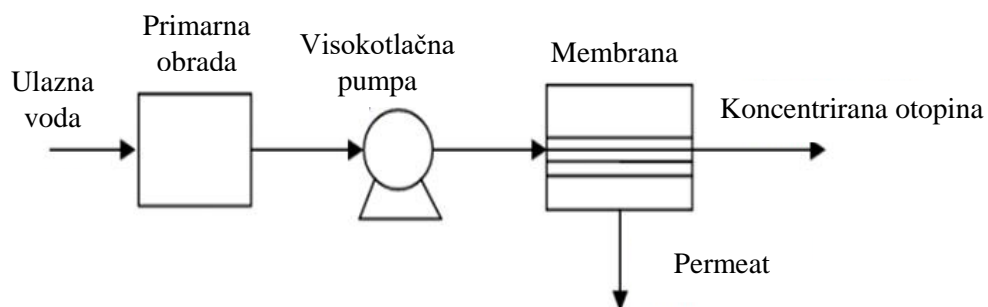 Ulazna
voda
Primarna
obrada
Visokotlačna
pumpa
Membrana
Koncentrirana otopina
Permeat